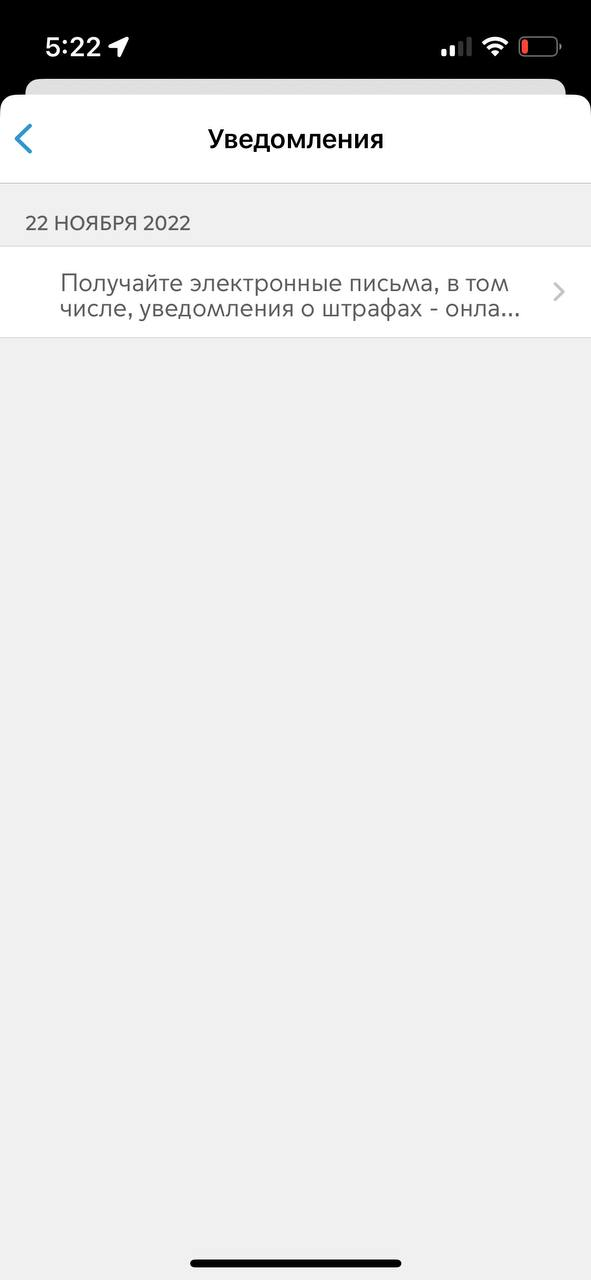 5:22
Уведомления
22 НОЯБРЯ 2022
Получайте электронные письма, в том
числе, уведомления о штрафах - онла...